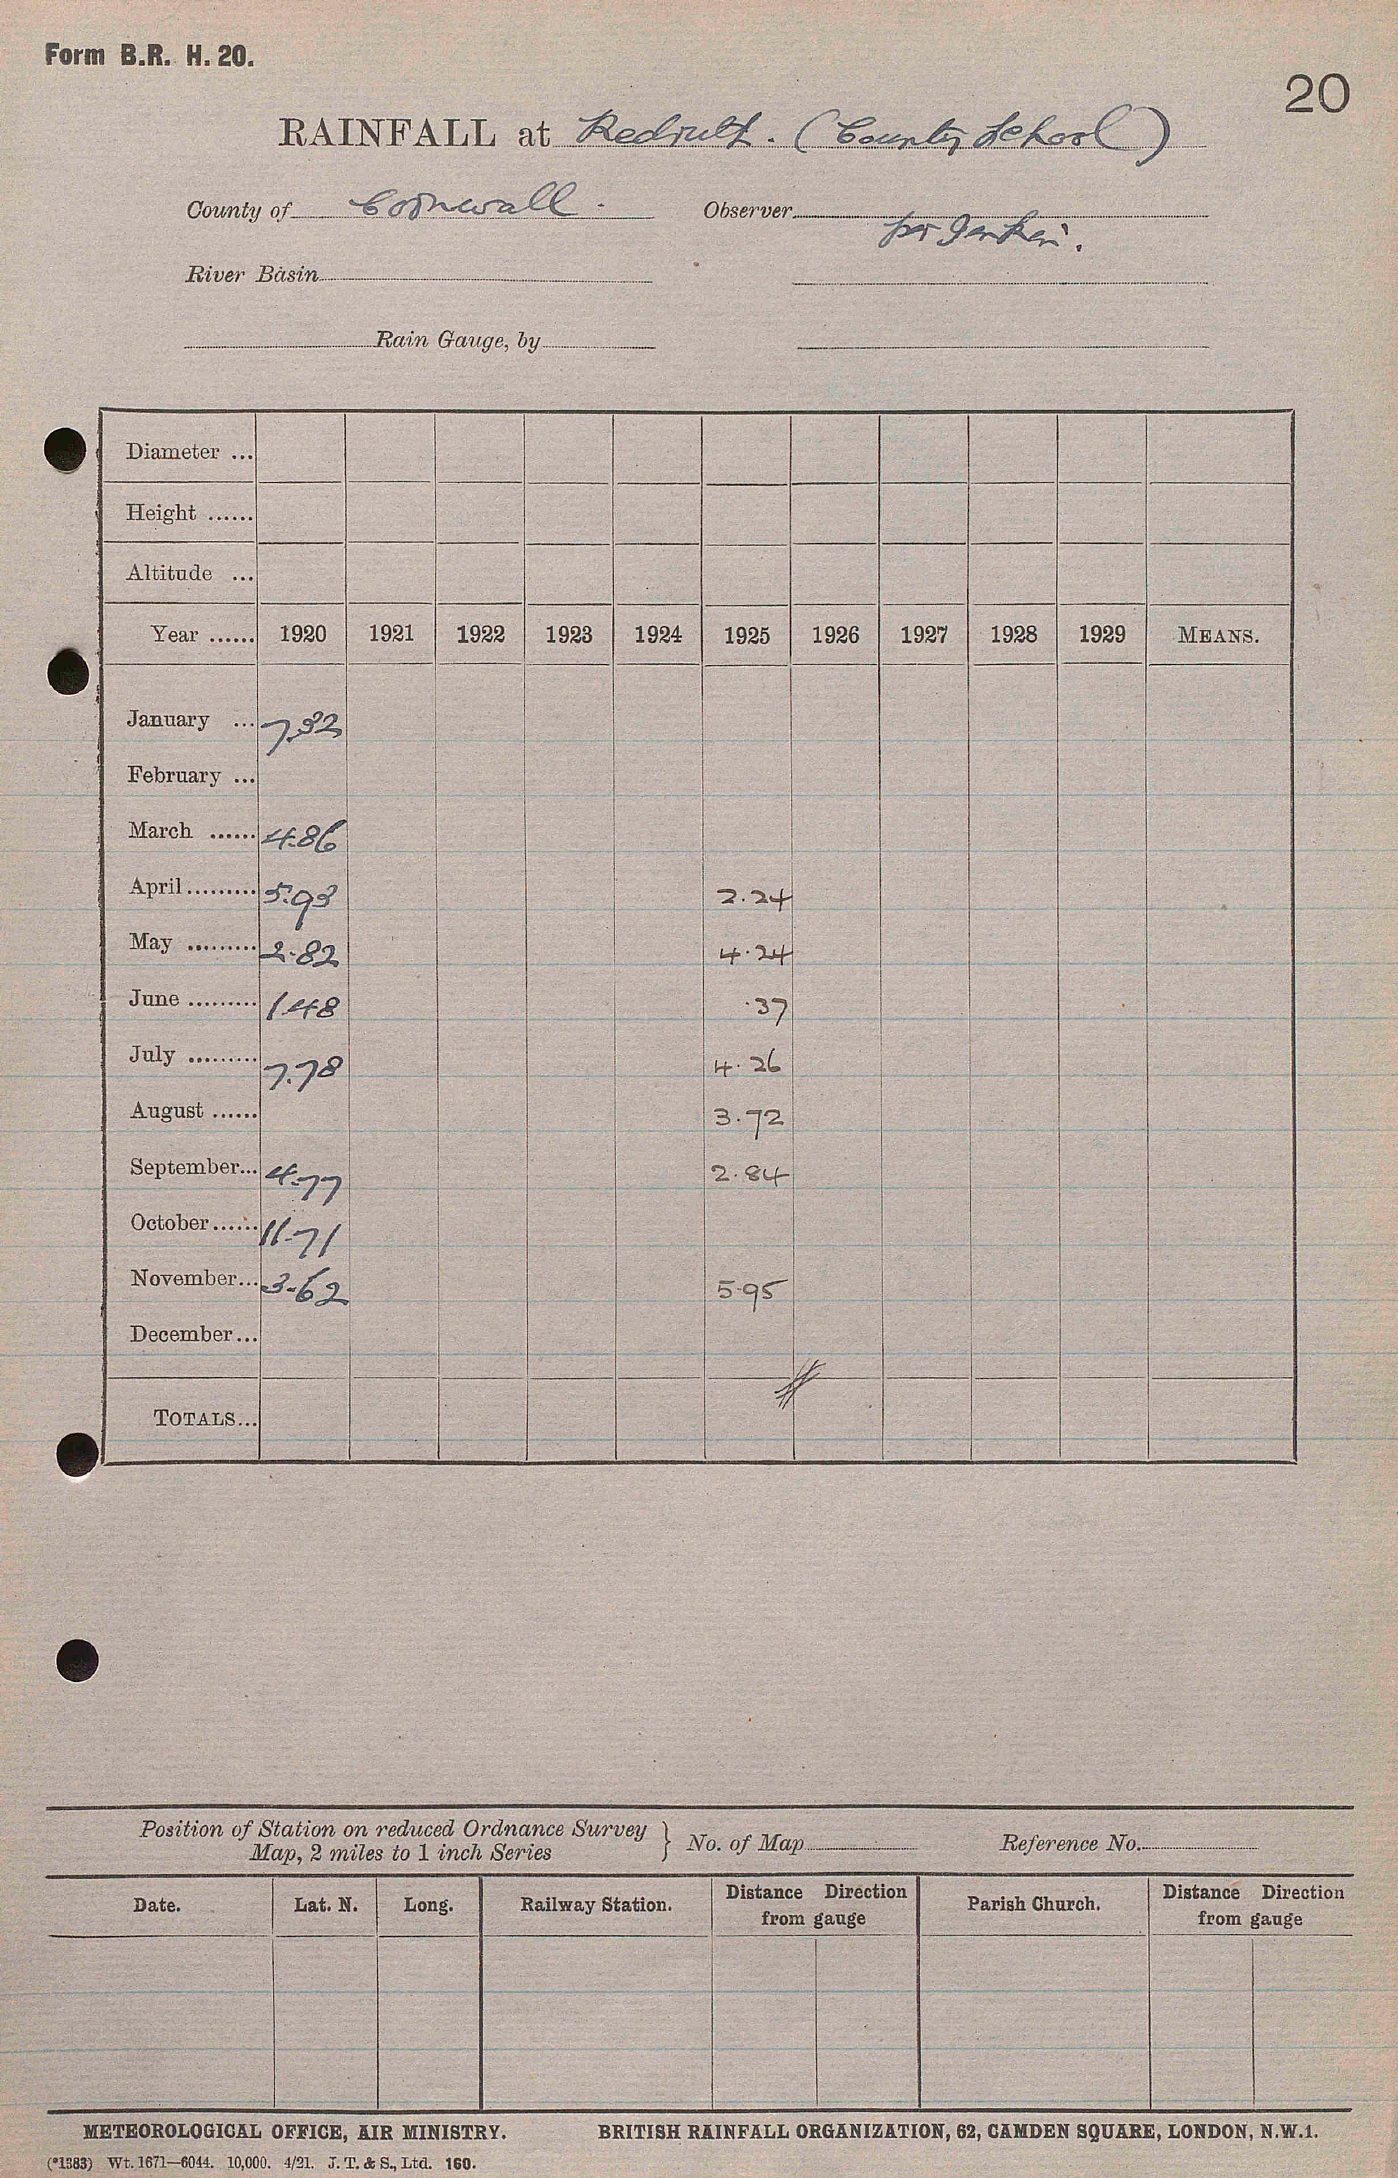 Form B.R. H. 20.
20
RAINFALL at Redruth. (County School)
County of Cornwall. Observer
per Jenkin.
River Basin
Rain Gauge, by
Diameter ...
Height ......
Altitude ...
Year ...... 1920 1921 1922 1923 1924 1925 1926 1927 1928 1929 MEANS.
January ... 7.32
February ...
March ...... 4.86
April ......... 5.93 2.24
May ......... 2.82 4.24
June ......... 1.48 .37
July ......... 7.78 4.26
August ...... 3.72
September... 4.77 2.84
October...... 11.71
November... 3.62 5.95
December...
TOTALS...
Position of Station on reduced Ordnance Survey
Map, 2 miles to 1 inch Series } No. of Map Reference No.
Date. Lat. N. Long. Railway Station. Distance Direction from gauge Parish Church. Distance Direction from gauge
METEOROLOGICAL OFFICE, AIR MINISTRY. BRITISH RAINFALL ORGANIZATION, 62, CAMDEN SQUARE, LONDON, N.W.1.
(*1383) Wt. 1671—6044. 10,000. 4/21. J. T. & S., Ltd. 160.